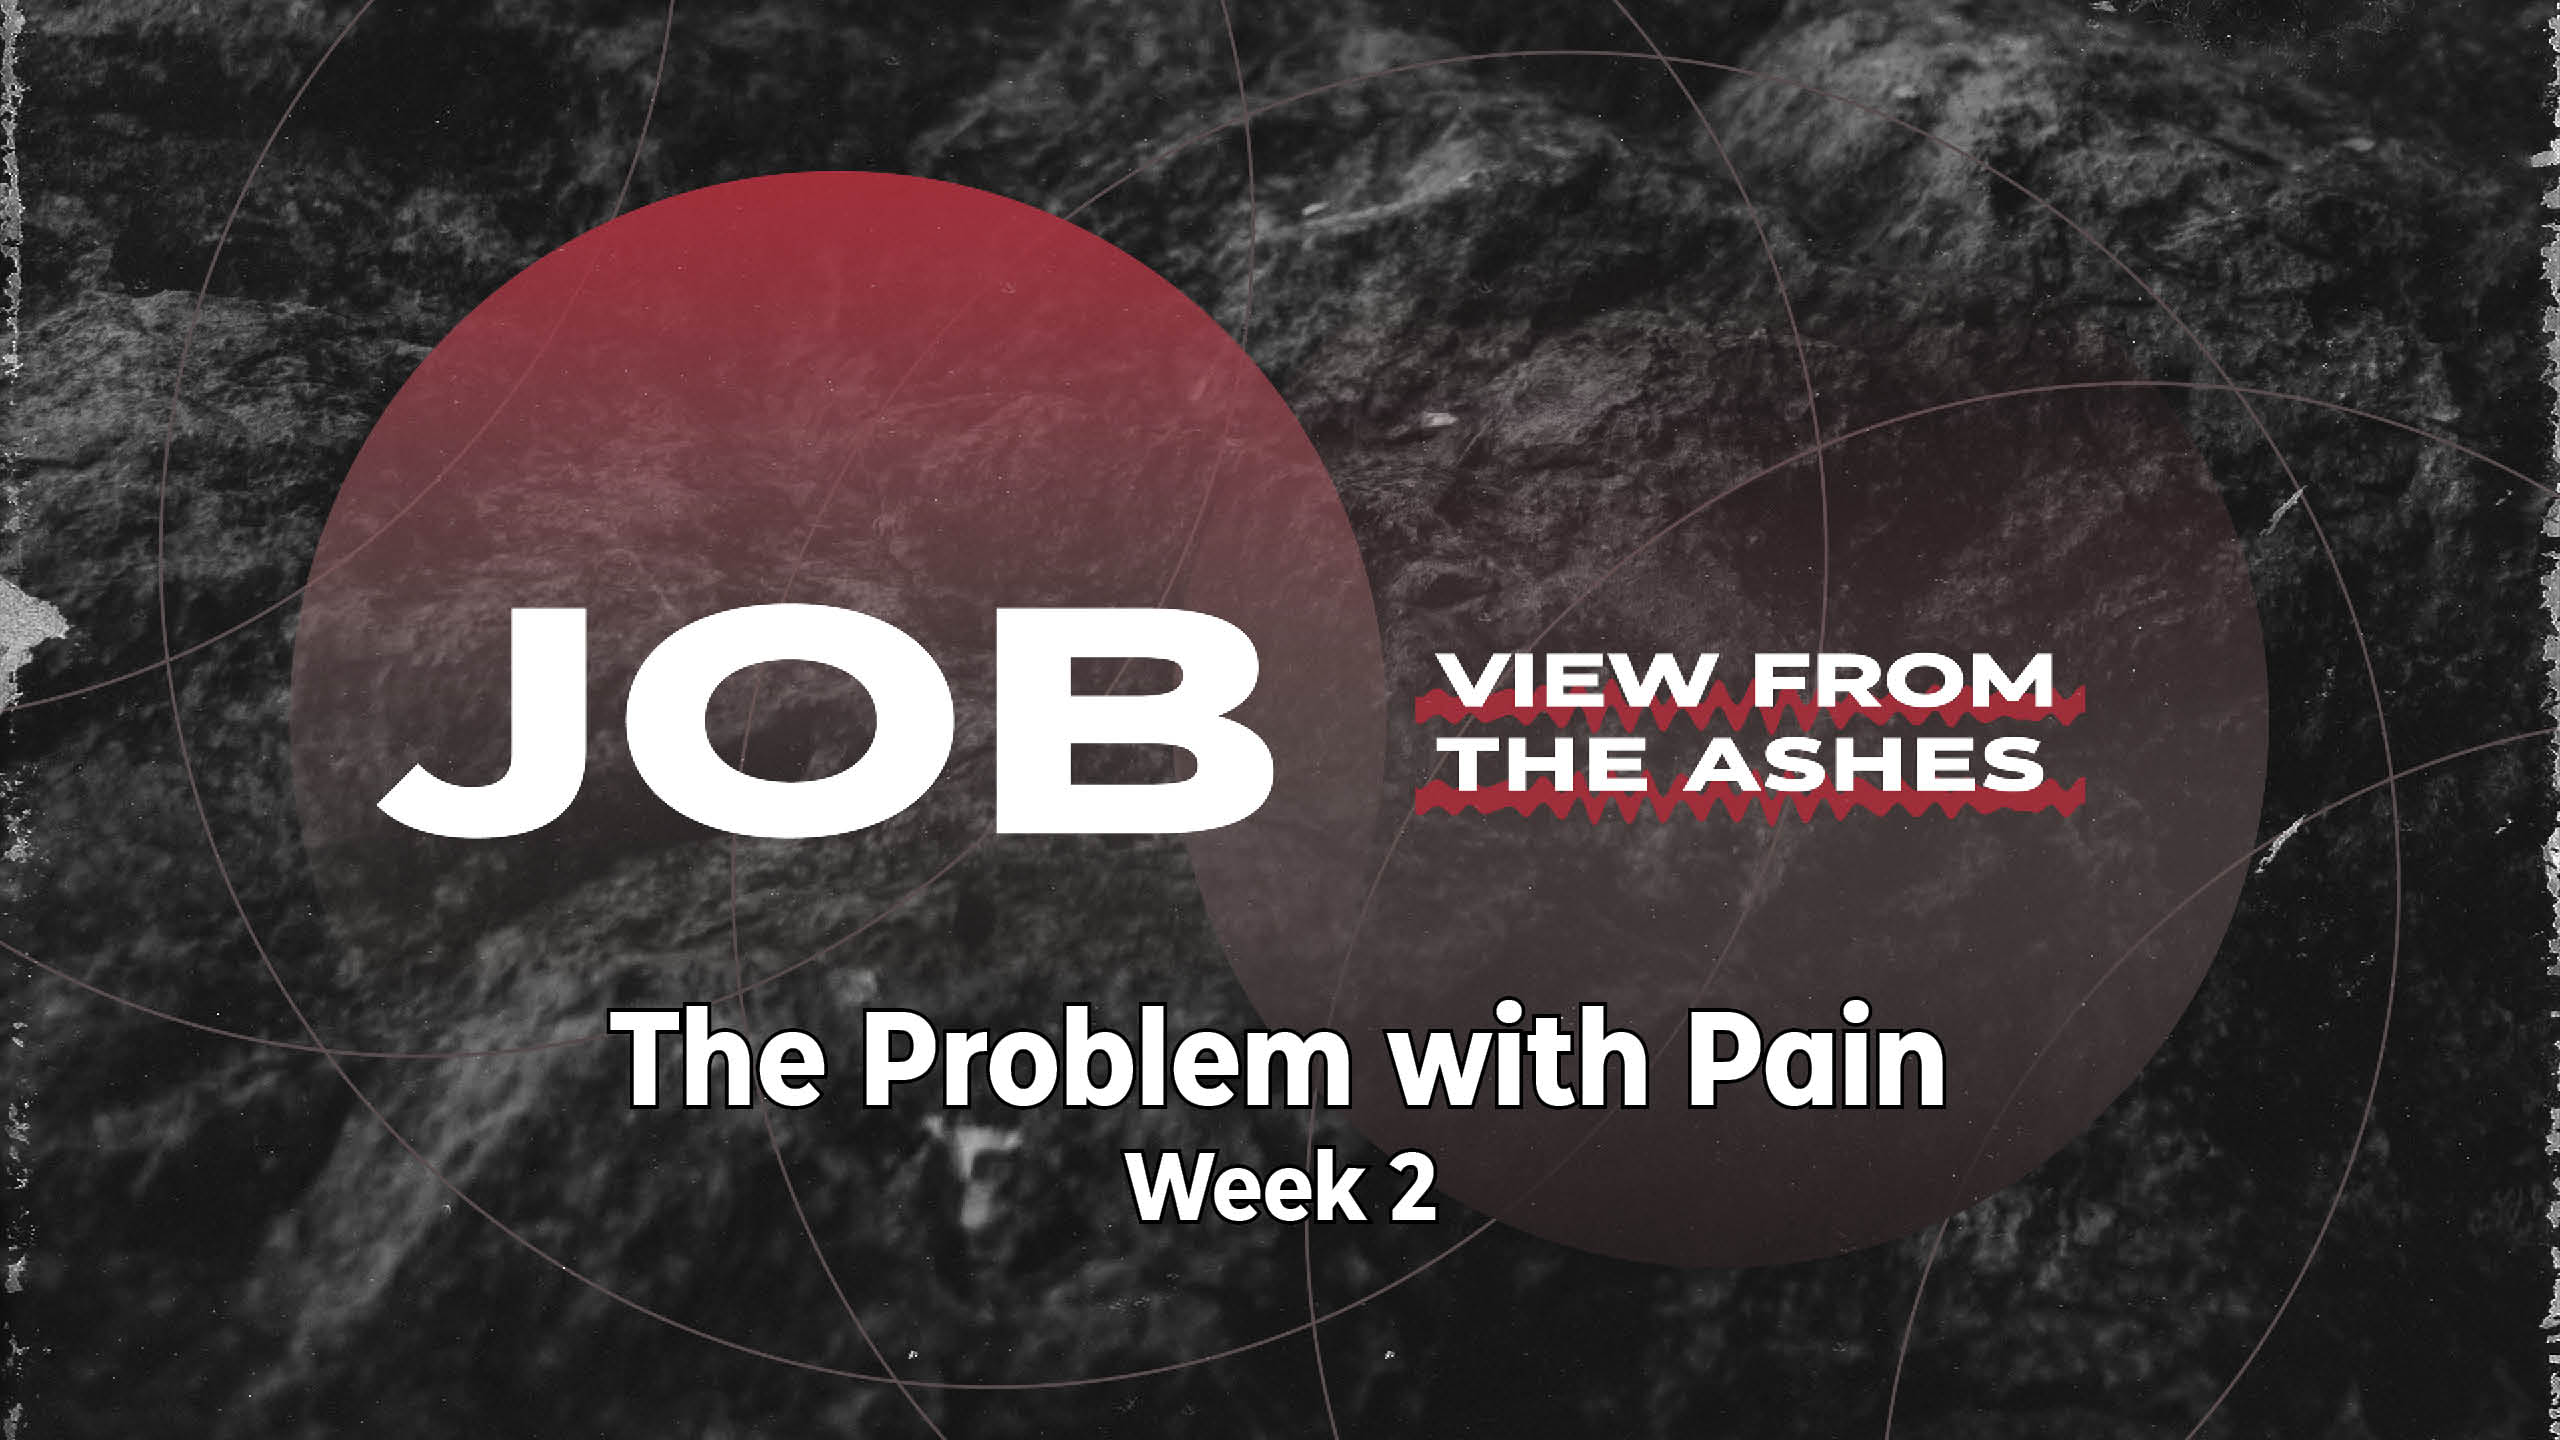 JOB
VIEW FROM
THE ASHES
The Problem with Pain
Week 2